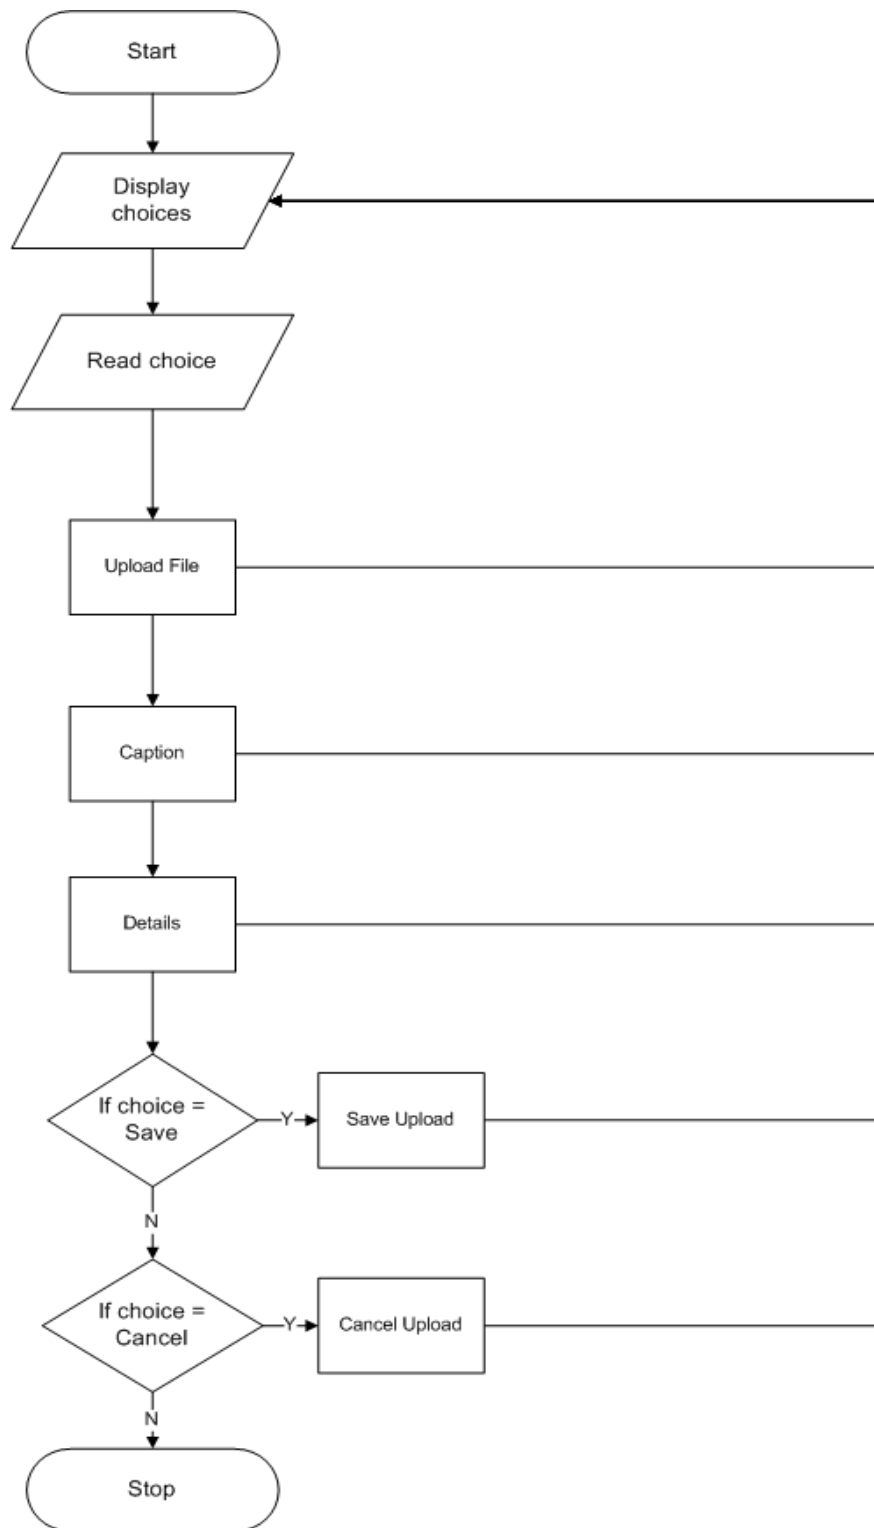 Start
Display
choices
Read choice
Upload File
Caption
Details
If choice =
Save
Y
Save Upload
N
If choice =
Cancel
Y
Cancel Upload
N
Stop